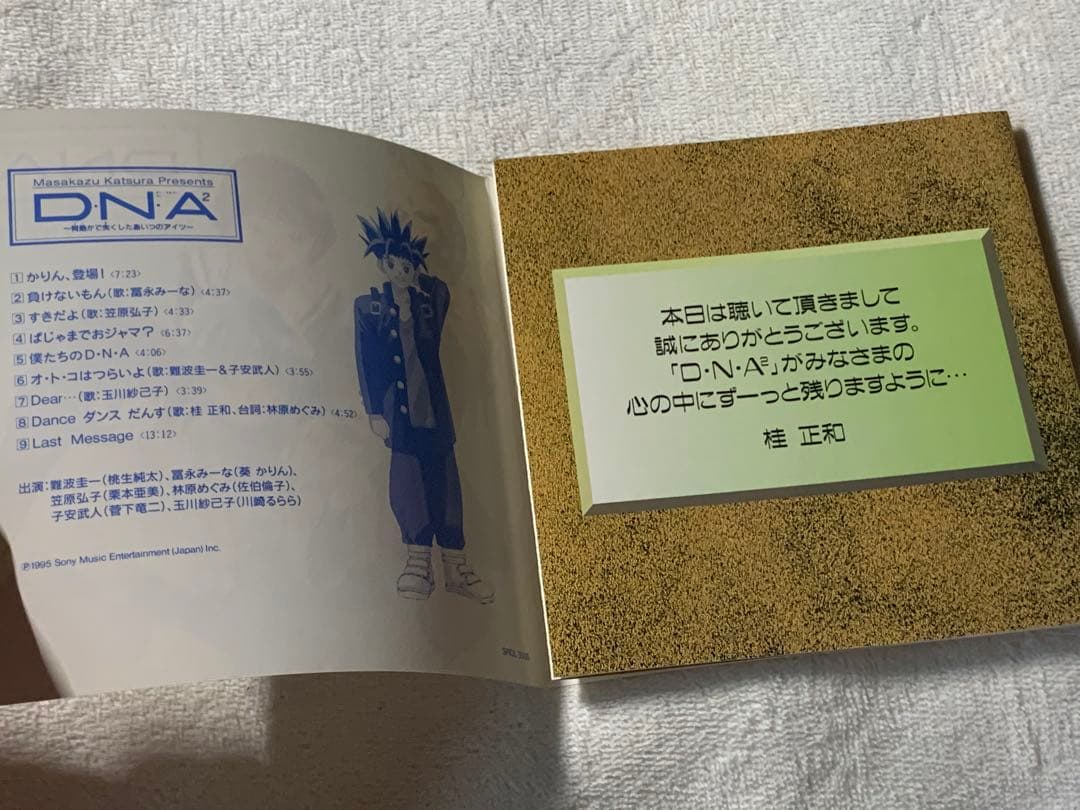 Masakazu Katsura Presents
D・N・A²
〜何処かで失くしたあいつのアイツ〜
1 かりん、登場! <7:23>
2 負けないもん(歌:冨永みーな) <4:37>
3 すきだよ(歌:笠原弘子) <4:33>
4 ぱじゃまでおジャマ? <6:37>
5 僕たちのD・N・A <4:06>
6 オ・ト・コはつらいよ(歌:難波圭一&子安武人) <3:55>
7 Dear…(歌:玉川紗己子) <3:39>
8 Dance ダンス だんす(歌:桂 正和、台詞:林原めぐみ) <4:52>
9 Last Message <13:12>
出演:難波圭一(桃生純太)、冨永みーな(葵 かりん)、
笠原弘子(栗本亜美)、林原めぐみ(佐伯倫子)、
子安武人(菅下竜二)、玉川紗己子(川崎るらら)
Ⓟ1995 Sony Music Entertainment (Japan) Inc.
本日は聴いて頂きまして
誠にありがとうございます。
「D・N・A²」がみなさまの
心の中にずーっと残りますように…
桂 正和